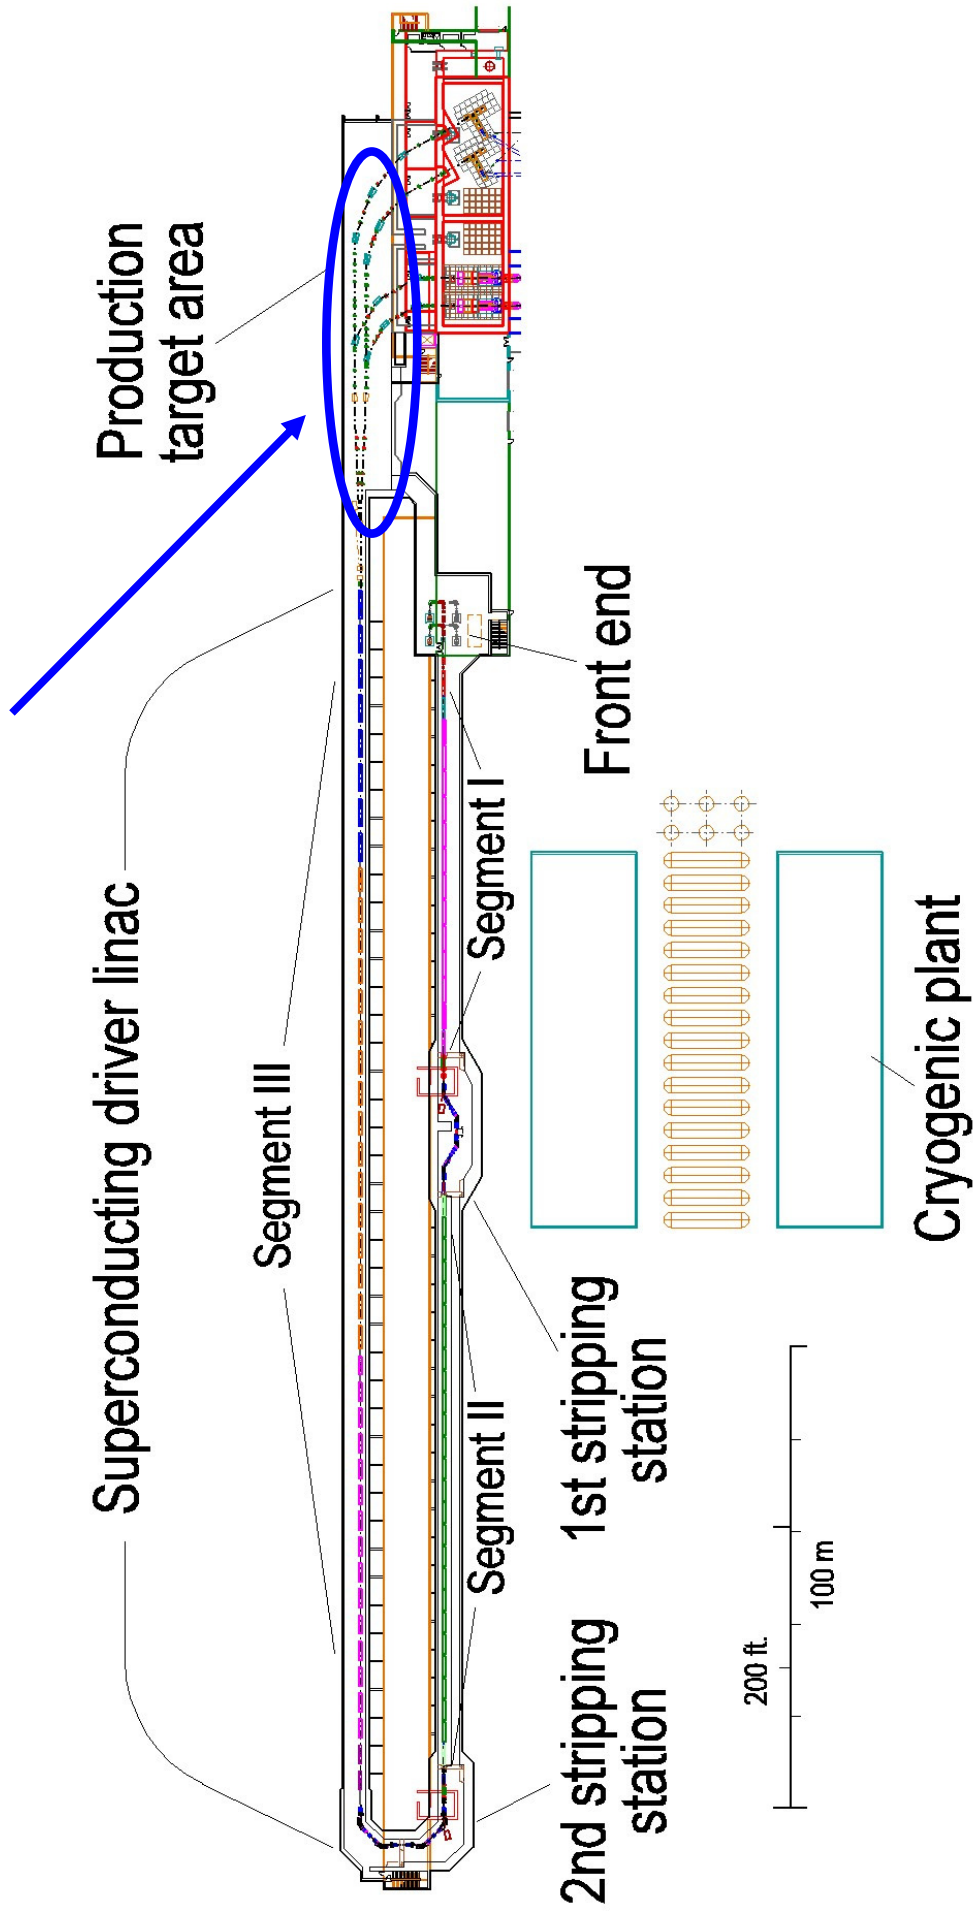 Production
target area
Superconducting driver linac
Segment III
Front end
Segment I
Cryogenic plant
1st stripping
station
Segment II
2nd stripping
station
200 ft.
100 m